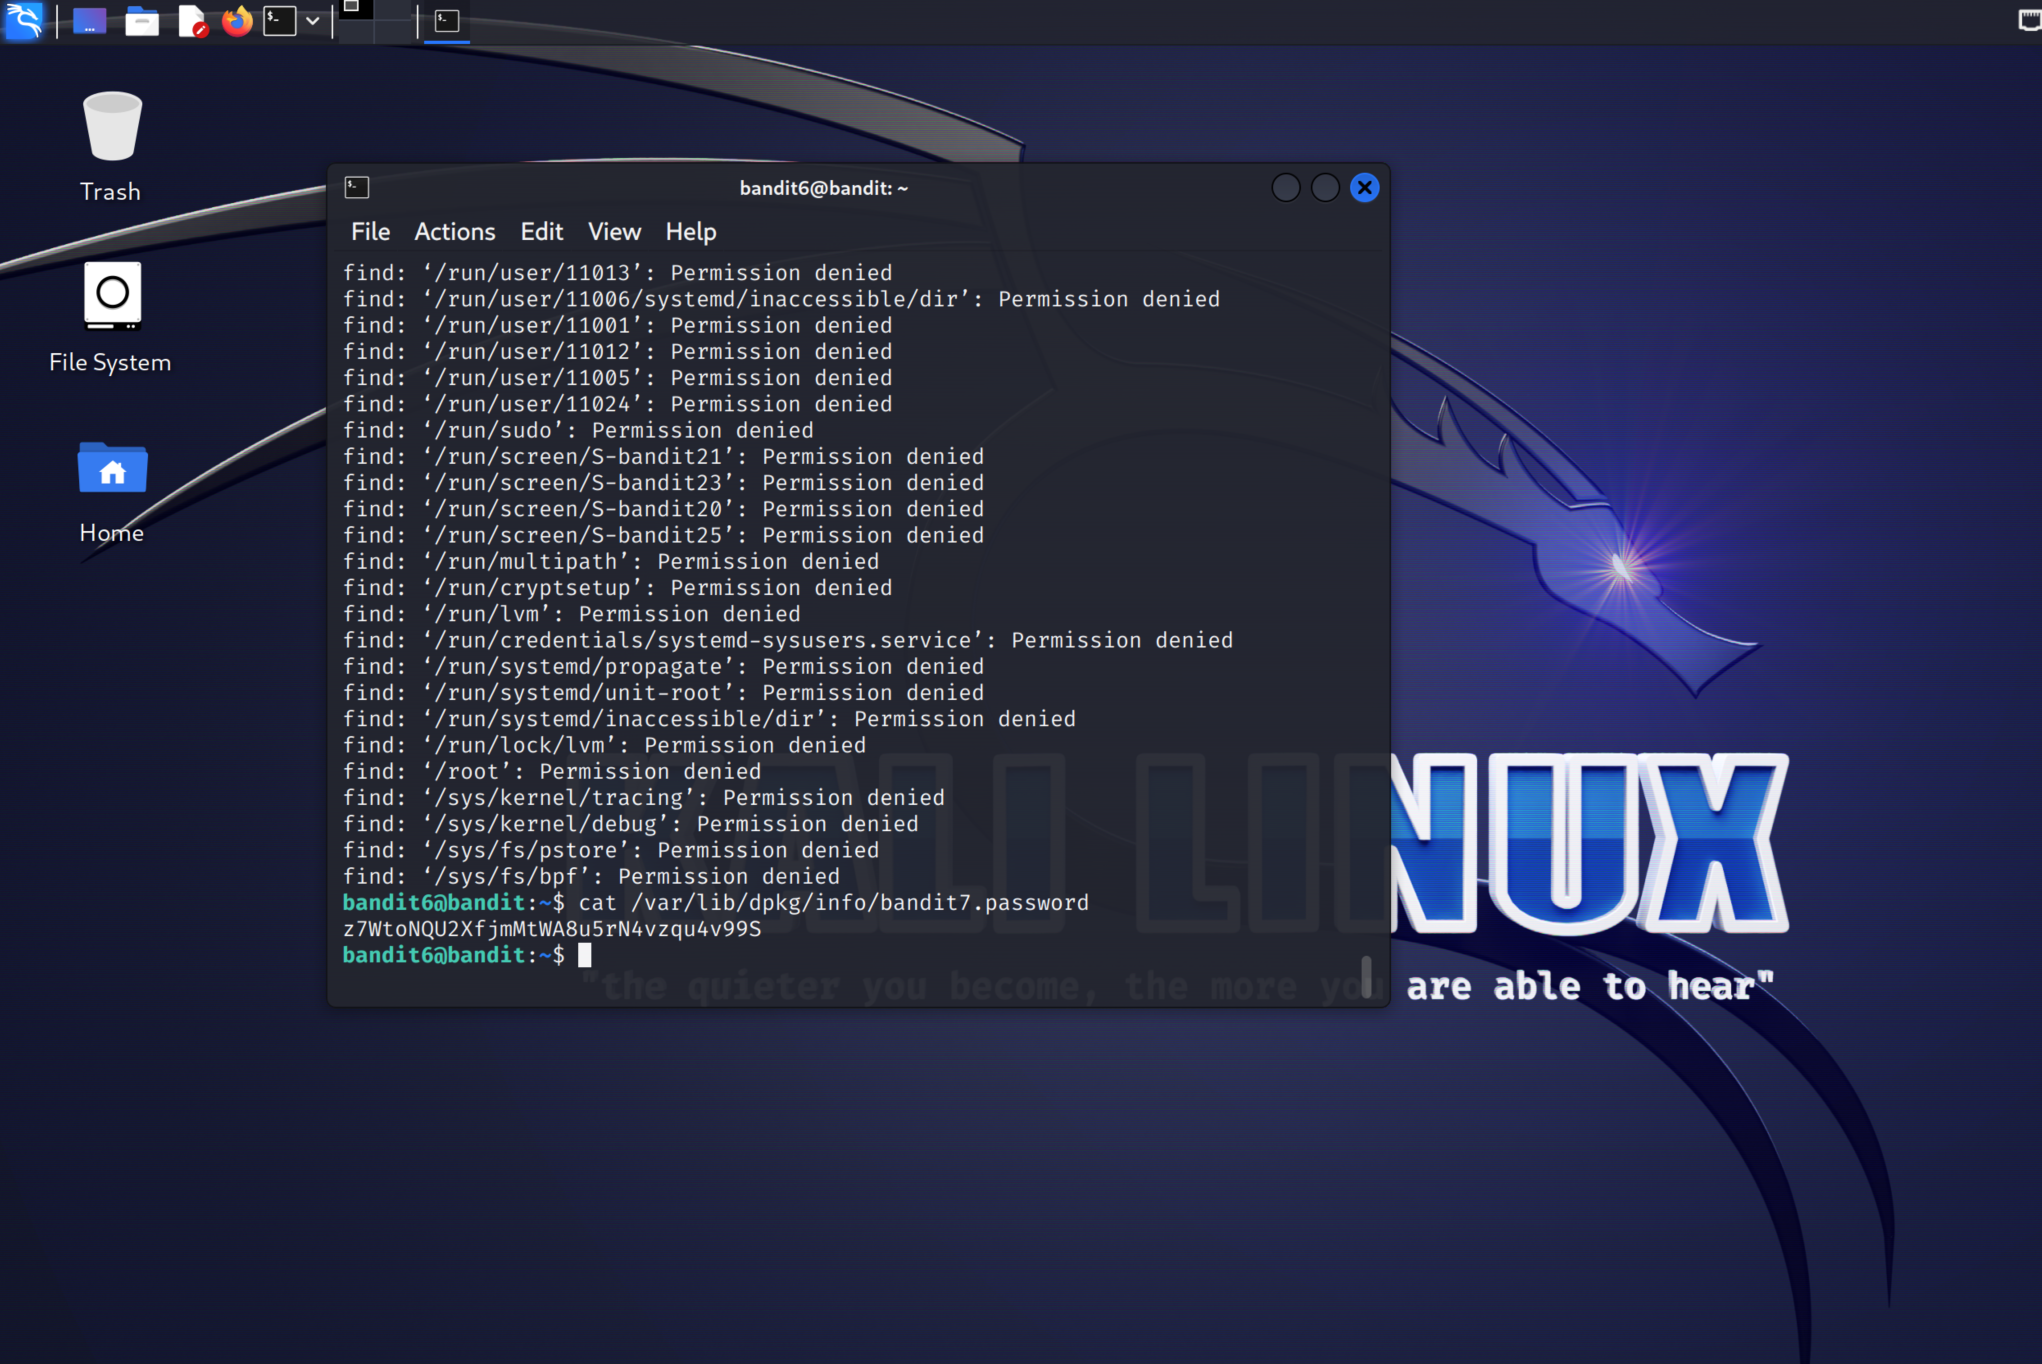 Trash
File System
Home
bandit6@bandit: ~
File Actions Edit View Help
find: ‘/run/user/11013’: Permission denied
find: ‘/run/user/11006/systemd/inaccessible/dir’: Permission denied
find: ‘/run/user/11001’: Permission denied
find: ‘/run/user/11012’: Permission denied
find: ‘/run/user/11005’: Permission denied
find: ‘/run/user/11024’: Permission denied
find: ‘/run/sudo’: Permission denied
find: ‘/run/screen/S-bandit21’: Permission denied
find: ‘/run/screen/S-bandit23’: Permission denied
find: ‘/run/screen/S-bandit20’: Permission denied
find: ‘/run/screen/S-bandit25’: Permission denied
find: ‘/run/multipath’: Permission denied
find: ‘/run/cryptsetup’: Permission denied
find: ‘/run/lvm’: Permission denied
find: ‘/run/credentials/systemd-sysusers.service’: Permission denied
find: ‘/run/systemd/propagate’: Permission denied
find: ‘/run/systemd/unit-root’: Permission denied
find: ‘/run/systemd/inaccessible/dir’: Permission denied
find: ‘/run/lock/lvm’: Permission denied
find: ‘/root’: Permission denied
find: ‘/sys/kernel/tracing’: Permission denied
find: ‘/sys/kernel/debug’: Permission denied
find: ‘/sys/fs/pstore’: Permission denied
find: ‘/sys/fs/bpf’: Permission denied
bandit6@bandit:~$ cat /var/lib/dpkg/info/bandit7.password
z7WtoNQU2XfjmMtWA8u5rN4vzqu4v99S
bandit6@bandit:~$
KALI LINUX
"the quieter you become, the more you are able to hear"